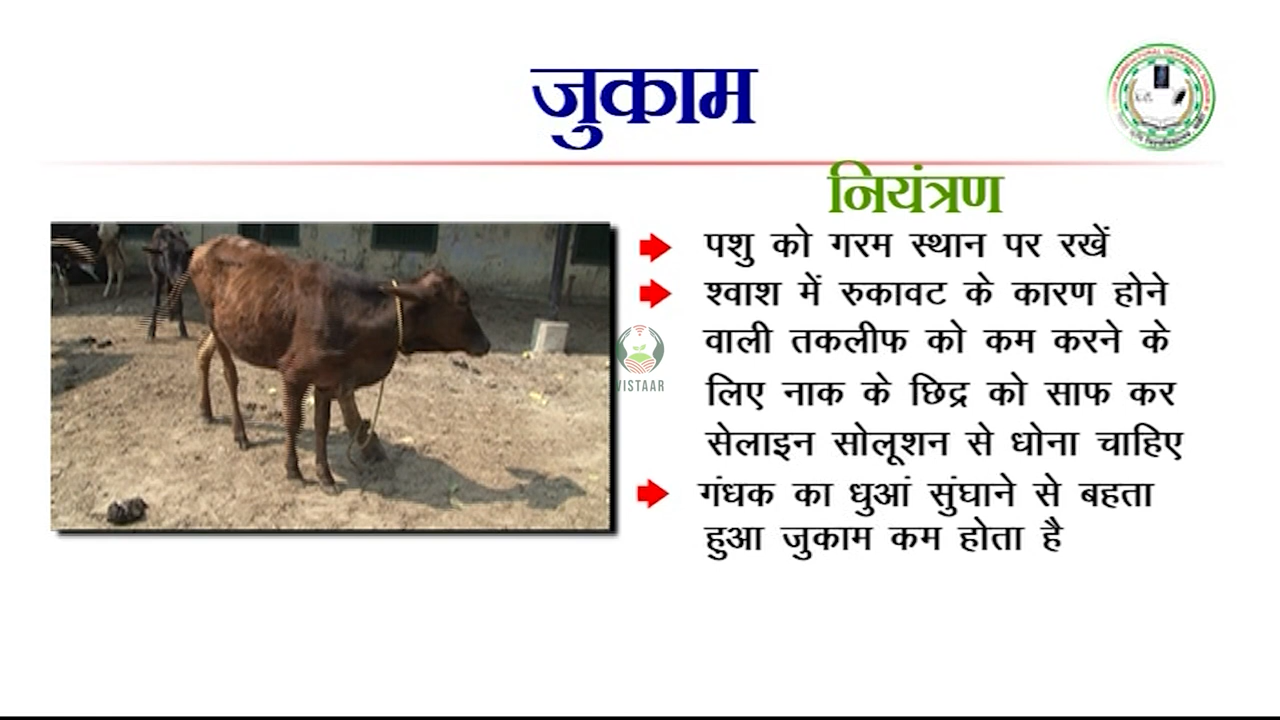 जुकाम
नियंत्रण
पशु को गरम स्थान पर रखें
श्वाश में रुकावट के कारण होने
वाली तकलीफ को कम करने के
लिए नाक के छिद्र को साफ कर
सेलाइन सोलूशन से धोना चाहिए
गंधक का धुआं सुंघाने से बहता
हुआ जुकाम कम होता है
VISTAAR